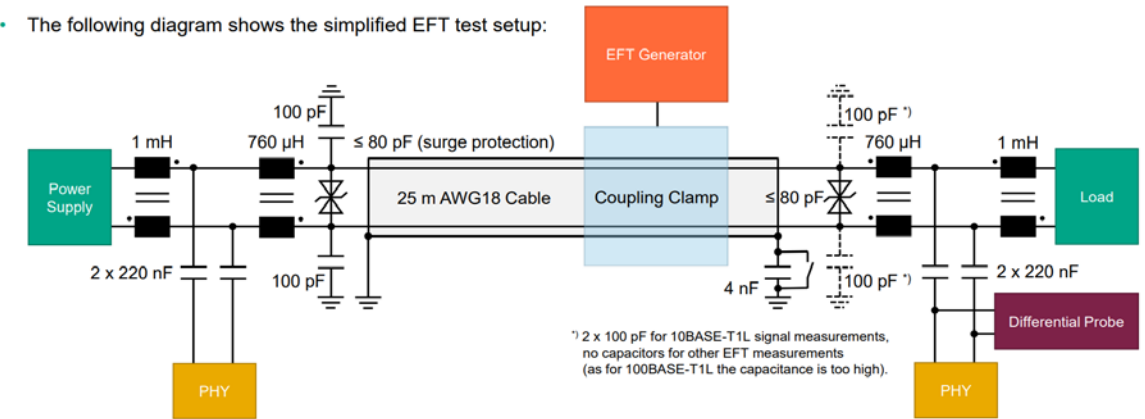 • The following diagram shows the simplified EFT test setup:
EFT Generator
100 pF
100 pF *)
1 mH
760 µH
≤ 80 pF (surge protection)
760 µH
1 mH
Power
Supply
25 m AWG18 Cable
Coupling Clamp
≤ 80 pF
Load
2 x 220 nF
100 pF
4 nF
100 pF *)
2 x 220 nF
Differential Probe
*) 2 x 100 pF for 10BASE-T1L signal measurements,
no capacitors for other EFT measurements
(as for 100BASE-T1L the capacitance is too high).
PHY
PHY